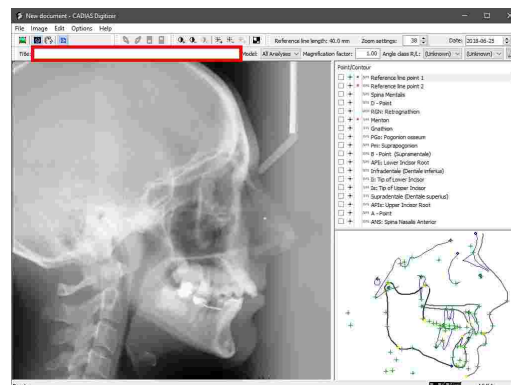 New document - CADIAS Digitizer
File Image Edit Options Help
Reference line length: 40.0 mm Zoom settings: 38 Date: 2018-06-25
Title: Model: All Analyses Magnification factor: 1.00 Angle class R/L: (Unknown) (Unknown)
Point/Contour
Reference line point 1
Reference line point 2
Spina Mentalis
D - Point
RGN: Retrognathion
Menton
Gnathion
PGo: Pogonion osseum
Pm: Suprapogonion
B - Point (Supramentale)
APIi: Lower Incisor Root
Infradentale (Dentale inferius)
Ii: Tip of Lower Incisor
Is: Tip of Upper Incisor
Supradentale (Dentale superius)
APIs: Upper Incisor Root
A - Point
ANS: Spina Nasalis Anterior